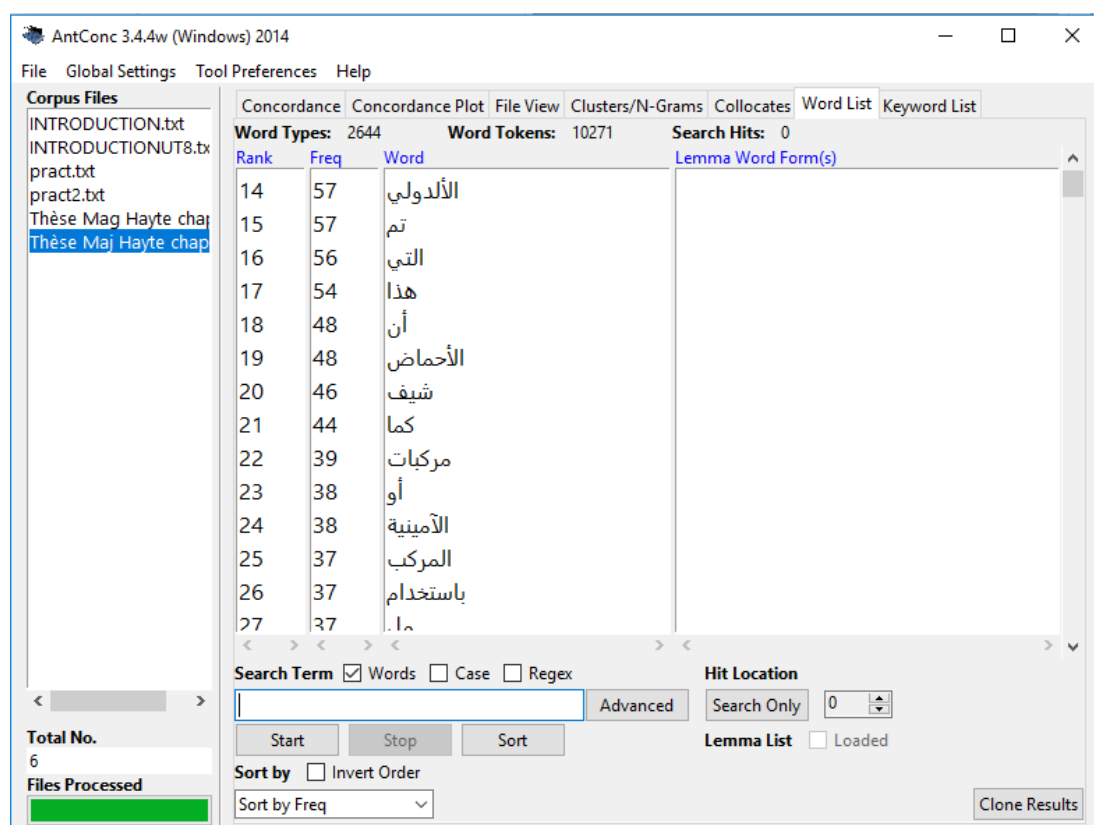 AntConc 3.4.4w (Windows) 2014
File Global Settings Tool Preferences Help
Corpus Files
INTRODUCTION.txt
INTRODUCTIONUT8.tx
pract.txt
pract2.txt
Thèse Mag Hayte chap
Thèse Maj Hayte chap
Concordance Concordance Plot File View Clusters/N-Grams Collocates Word List Keyword List
Word Types: 2644 Word Tokens: 10271 Search Hits: 0
Rank Freq Word Lemma Word Form(s)
14 57 الألدولي
15 57 تم
16 56 التي
17 54 هذا
18 48 أن
19 48 الأحماض
20 46 شيف
21 44 كما
22 39 مركبات
23 38 أو
24 38 الآمينية
25 37 المركب
26 37 باستخدام
27 37
Search Term Words Case Regex Hit Location
Advanced Search Only 0
Start Stop Sort Lemma List Loaded
Sort by Invert Order
Sort by Freq Clone Results
Total No.
6
Files Processed